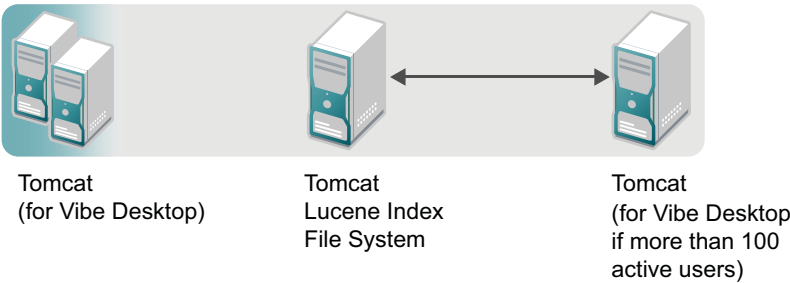 Tomcat
(for Vibe Desktop)
Tomcat
Lucene Index
File System
Tomcat
(for Vibe Desktop
if more than 100
active users)